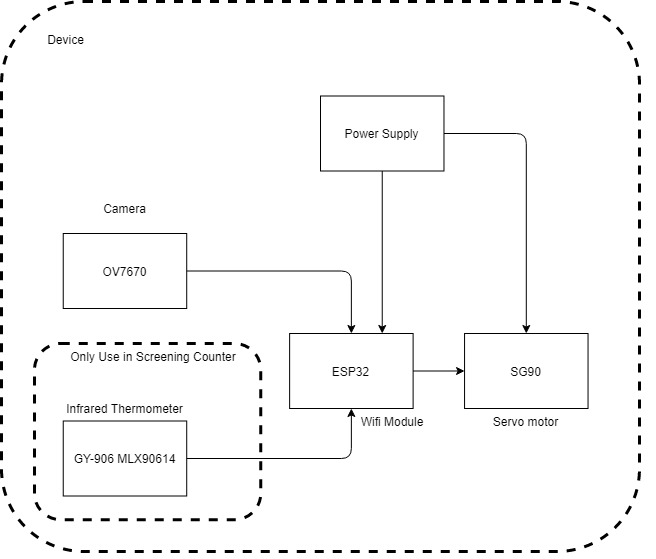 Device
Power Supply
Camera
OV7670
Only Use in Screening Counter
ESP32
SG90
Infrared Thermometer
Wifi Module
Servo motor
GY-906 MLX90614